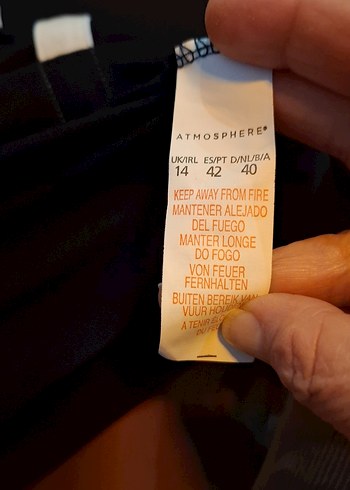 ATMOSPHERE®
UK/IRL ES/PT D/NL/B/A
14 42 40
KEEP AWAY FROM FIRE
MANTENER ALEJADO
DEL FUEGO
MANTER LONGE
DO FOGO
VON FEUER
FERNHALTEN
BUITEN BEREIK VAN
VUUR HOUDEN
A TENIR